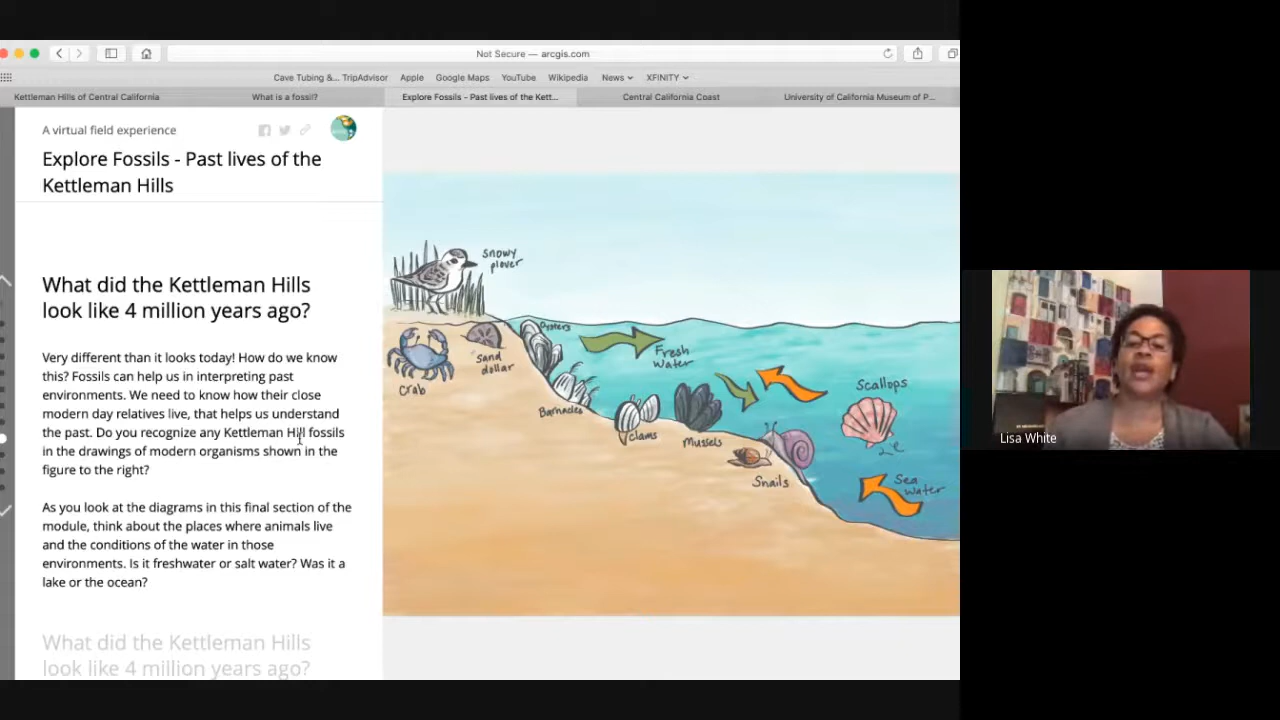 Not Secure — arcgis.com
Cave Tubing &... TripAdvisor Apple Google Maps YouTube Wikipedia News XFINITY
Kettleman Hills of Central California What is a fossil? Explore Fossils - Past lives of the Kett... Central California Coast University of California Museum of P...
A virtual field experience
Explore Fossils - Past lives of the
Kettleman Hills
What did the Kettleman Hills
look like 4 million years ago?
Very different than it looks today! How do we know
this? Fossils can help us in interpreting past
environments. We need to know how their close
modern day relatives live, that helps us understand
the past. Do you recognize any Kettleman Hill fossils
in the drawings of modern organisms shown in the
figure to the right?
As you look at the diagrams in this final section of the
module, think about the places where animals live
and the conditions of the water in those
environments. Is it freshwater or salt water? Was it a
lake or the ocean?
What did the Kettleman Hills
look like 4 million years ago?
Snowy
plover
Crab
Sand
dollar
Oysters
Barnacles
Fresh
Water
Clams
Mussels
Snails
Scallops
Sea
Water
Lisa White